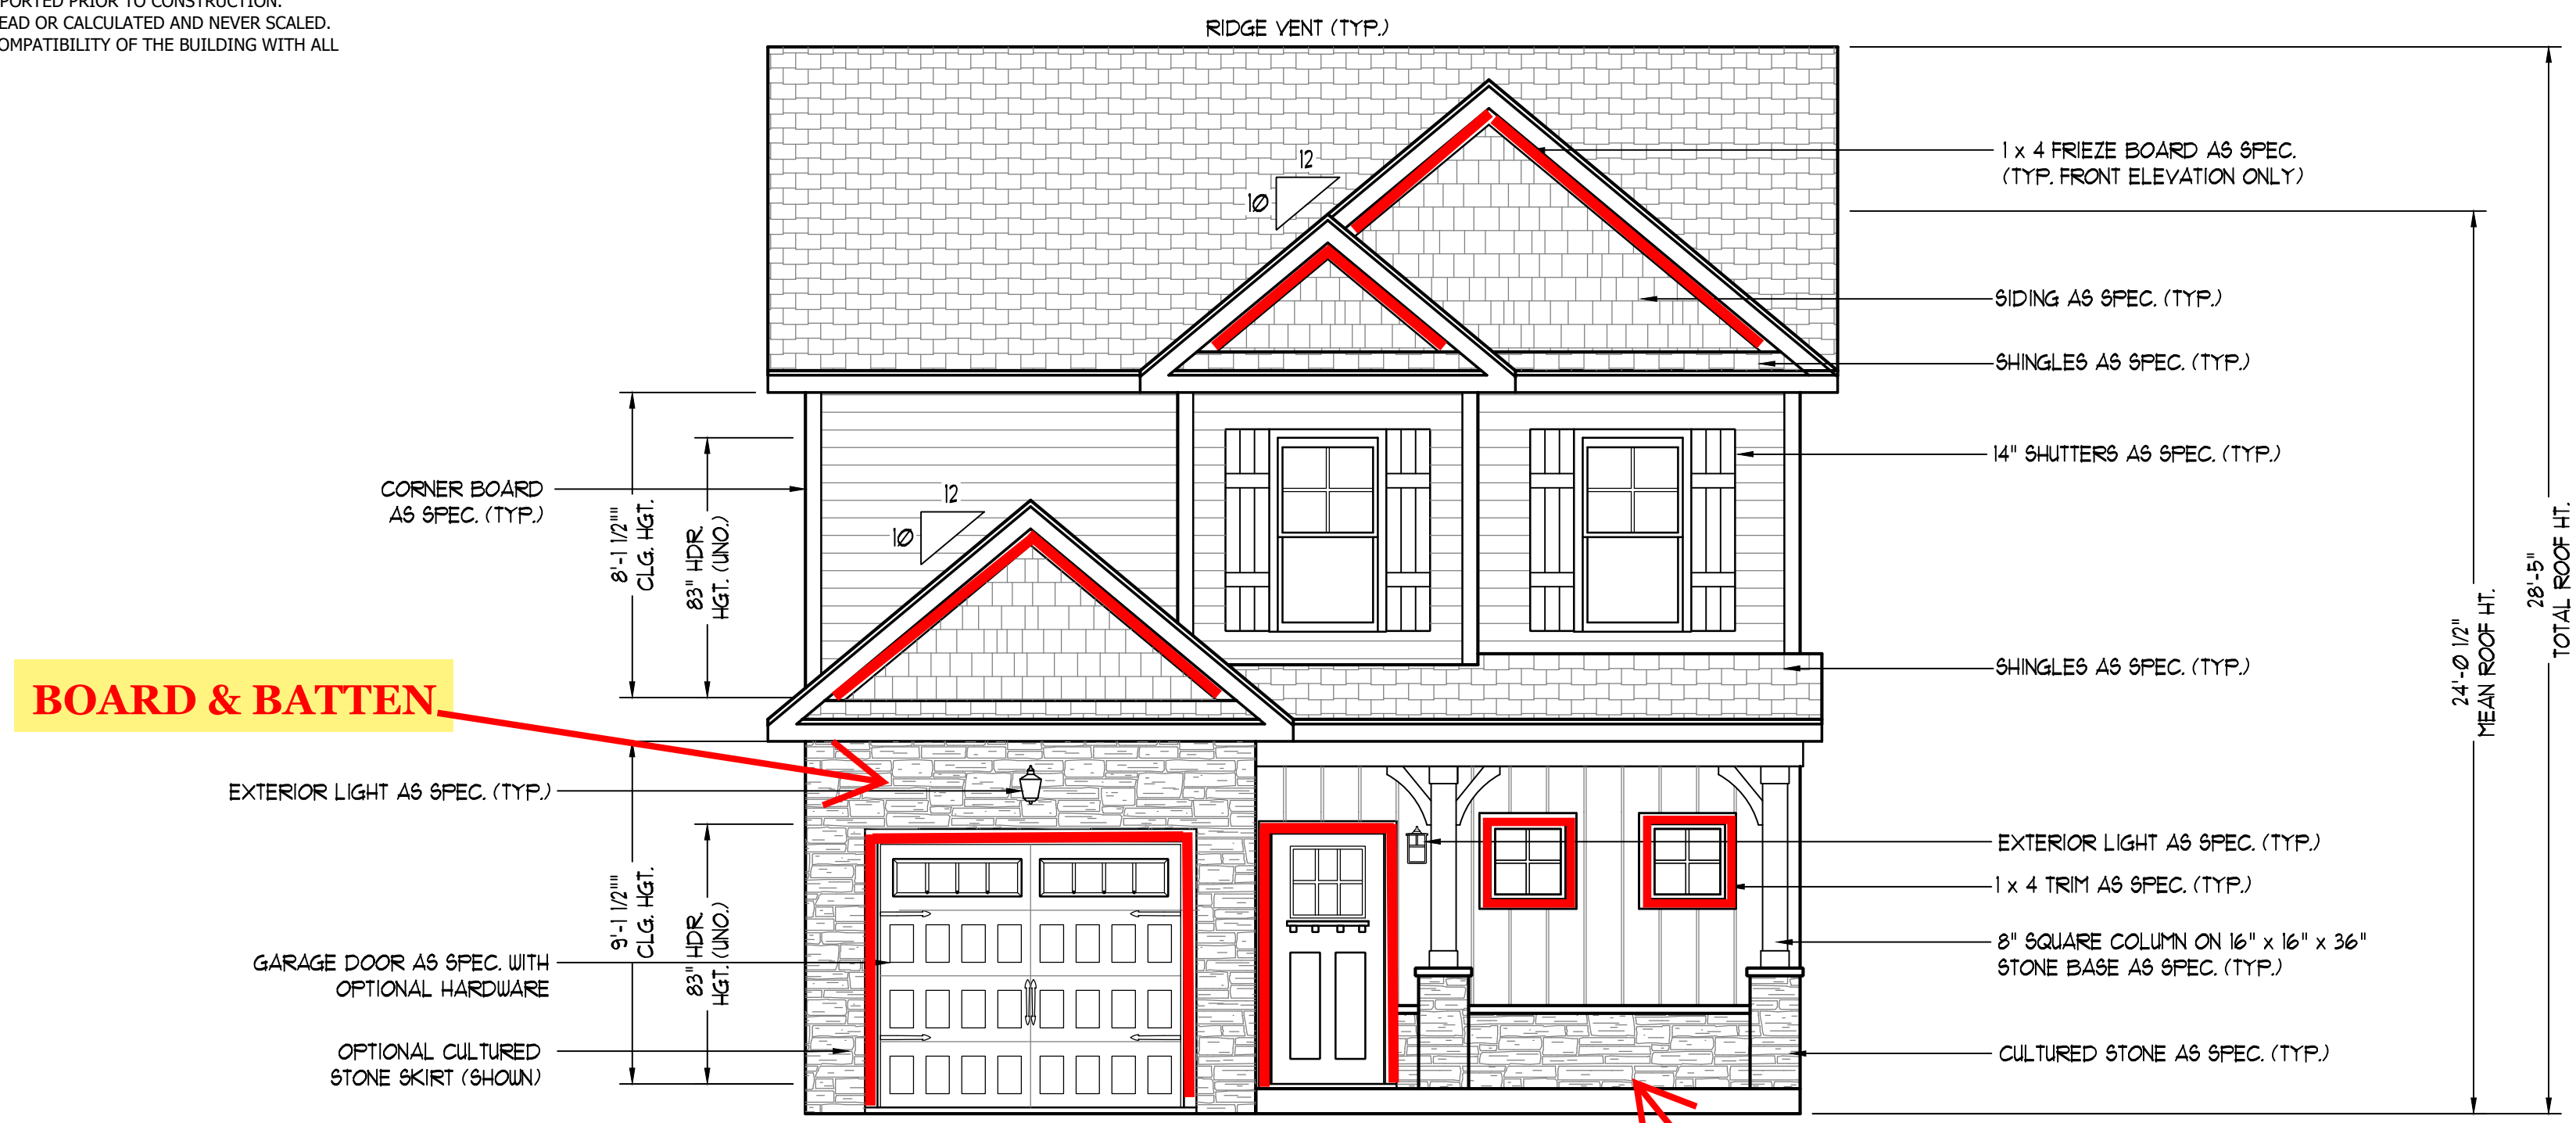 PORTED PRIOR TO CONSTRUCTION.
EAD OR CALCULATED AND NEVER SCALED.
OMPATIBILITY OF THE BUILDING WITH ALL
RIDGE VENT (TYP.)
12
10
1 x 4 FRIEZE BOARD AS SPEC.
(TYP. FRONT ELEVATION ONLY)
SIDING AS SPEC. (TYP.)
SHINGLES AS SPEC. (TYP.)
14" SHUTTERS AS SPEC. (TYP.)
CORNER BOARD
AS SPEC. (TYP.)
8'-1 1/2""
CLG. HGT.
83" HDR.
HGT. (UNO.)
12
10
28'-5"
TOTAL ROOF HT.
24'-0 1/2"
MEAN ROOF HT.
SHINGLES AS SPEC. (TYP.)
BOARD & BATTEN
EXTERIOR LIGHT AS SPEC. (TYP.)
9'-1 1/2""
CLG. HGT.
83" HDR.
HGT. (UNO.)
GARAGE DOOR AS SPEC. WITH
OPTIONAL HARDWARE
OPTIONAL CULTURED
STONE SKIRT (SHOWN)
EXTERIOR LIGHT AS SPEC. (TYP.)
1 x 4 TRIM AS SPEC. (TYP.)
8" SQUARE COLUMN ON 16" x 16" x 36"
STONE BASE AS SPEC. (TYP.)
CULTURED STONE AS SPEC. (TYP.)